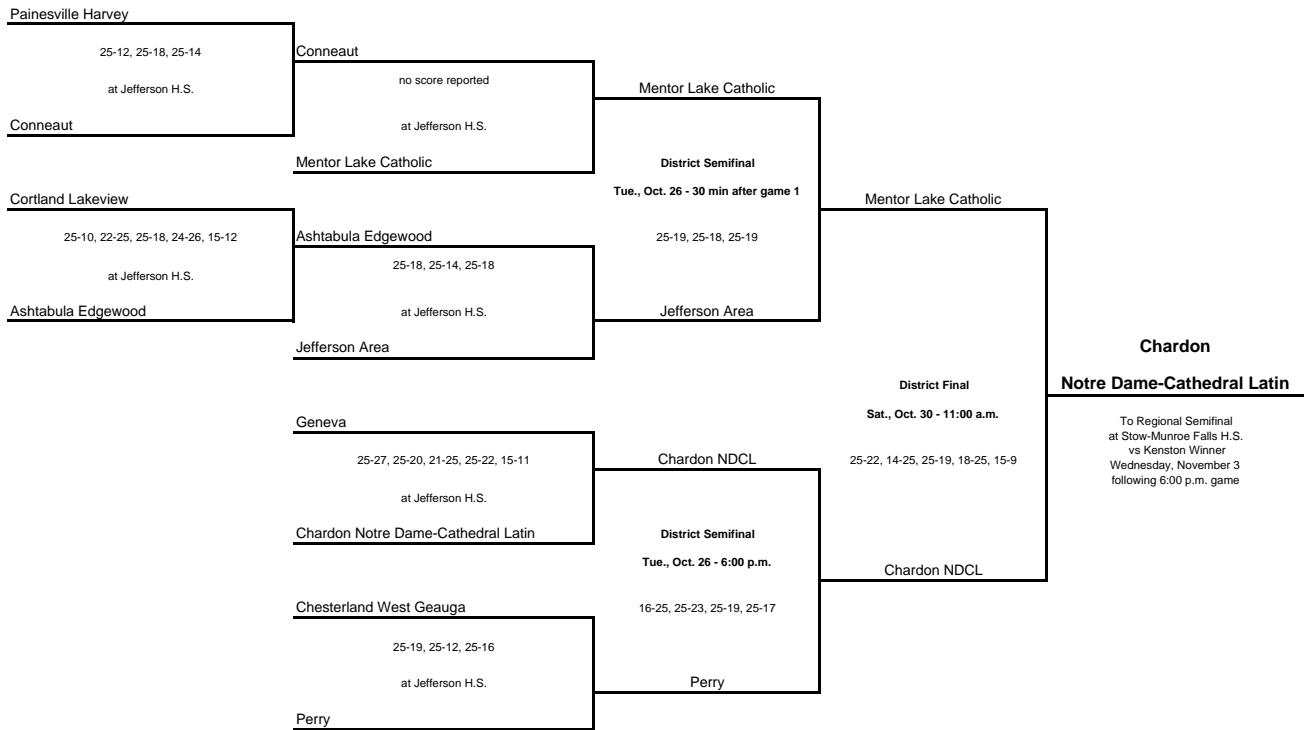 Painesville Harvey
25-12, 25-18, 25-14
at Jefferson H.S.
Conneaut
Cortland Lakeview
25-10, 22-25, 25-18, 24-26, 15-12
at Jefferson H.S.
Ashtabula Edgewood
Conneaut
no score reported
at Jefferson H.S.
Mentor Lake Catholic
Ashtabula Edgewood
25-18, 25-14, 25-18
at Jefferson H.S.
Jefferson Area
Geneva
25-27, 25-20, 21-25, 25-22, 15-11
at Jefferson H.S.
Chardon Notre Dame-Cathedral Latin
Chesterland West Geauga
25-19, 25-12, 25-16
at Jefferson H.S.
Perry
Mentor Lake Catholic
District Semifinal
Tue., Oct. 26 - 30 min after game 1
25-19, 25-18, 25-19
Jefferson Area
Chardon NDCL
District Semifinal
Tue., Oct. 26 - 6:00 p.m.
16-25, 25-23, 25-19, 25-17
Perry
Mentor Lake Catholic
District Final
Sat., Oct. 30 - 11:00 a.m.
25-22, 14-25, 25-19, 18-25, 15-9
Chardon NDCL
Chardon
Notre Dame-Cathedral Latin
To Regional Semifinal
at Stow-Munroe Falls H.S.
vs Kenston Winner
Wednesday, November 3
following 6:00 p.m. game